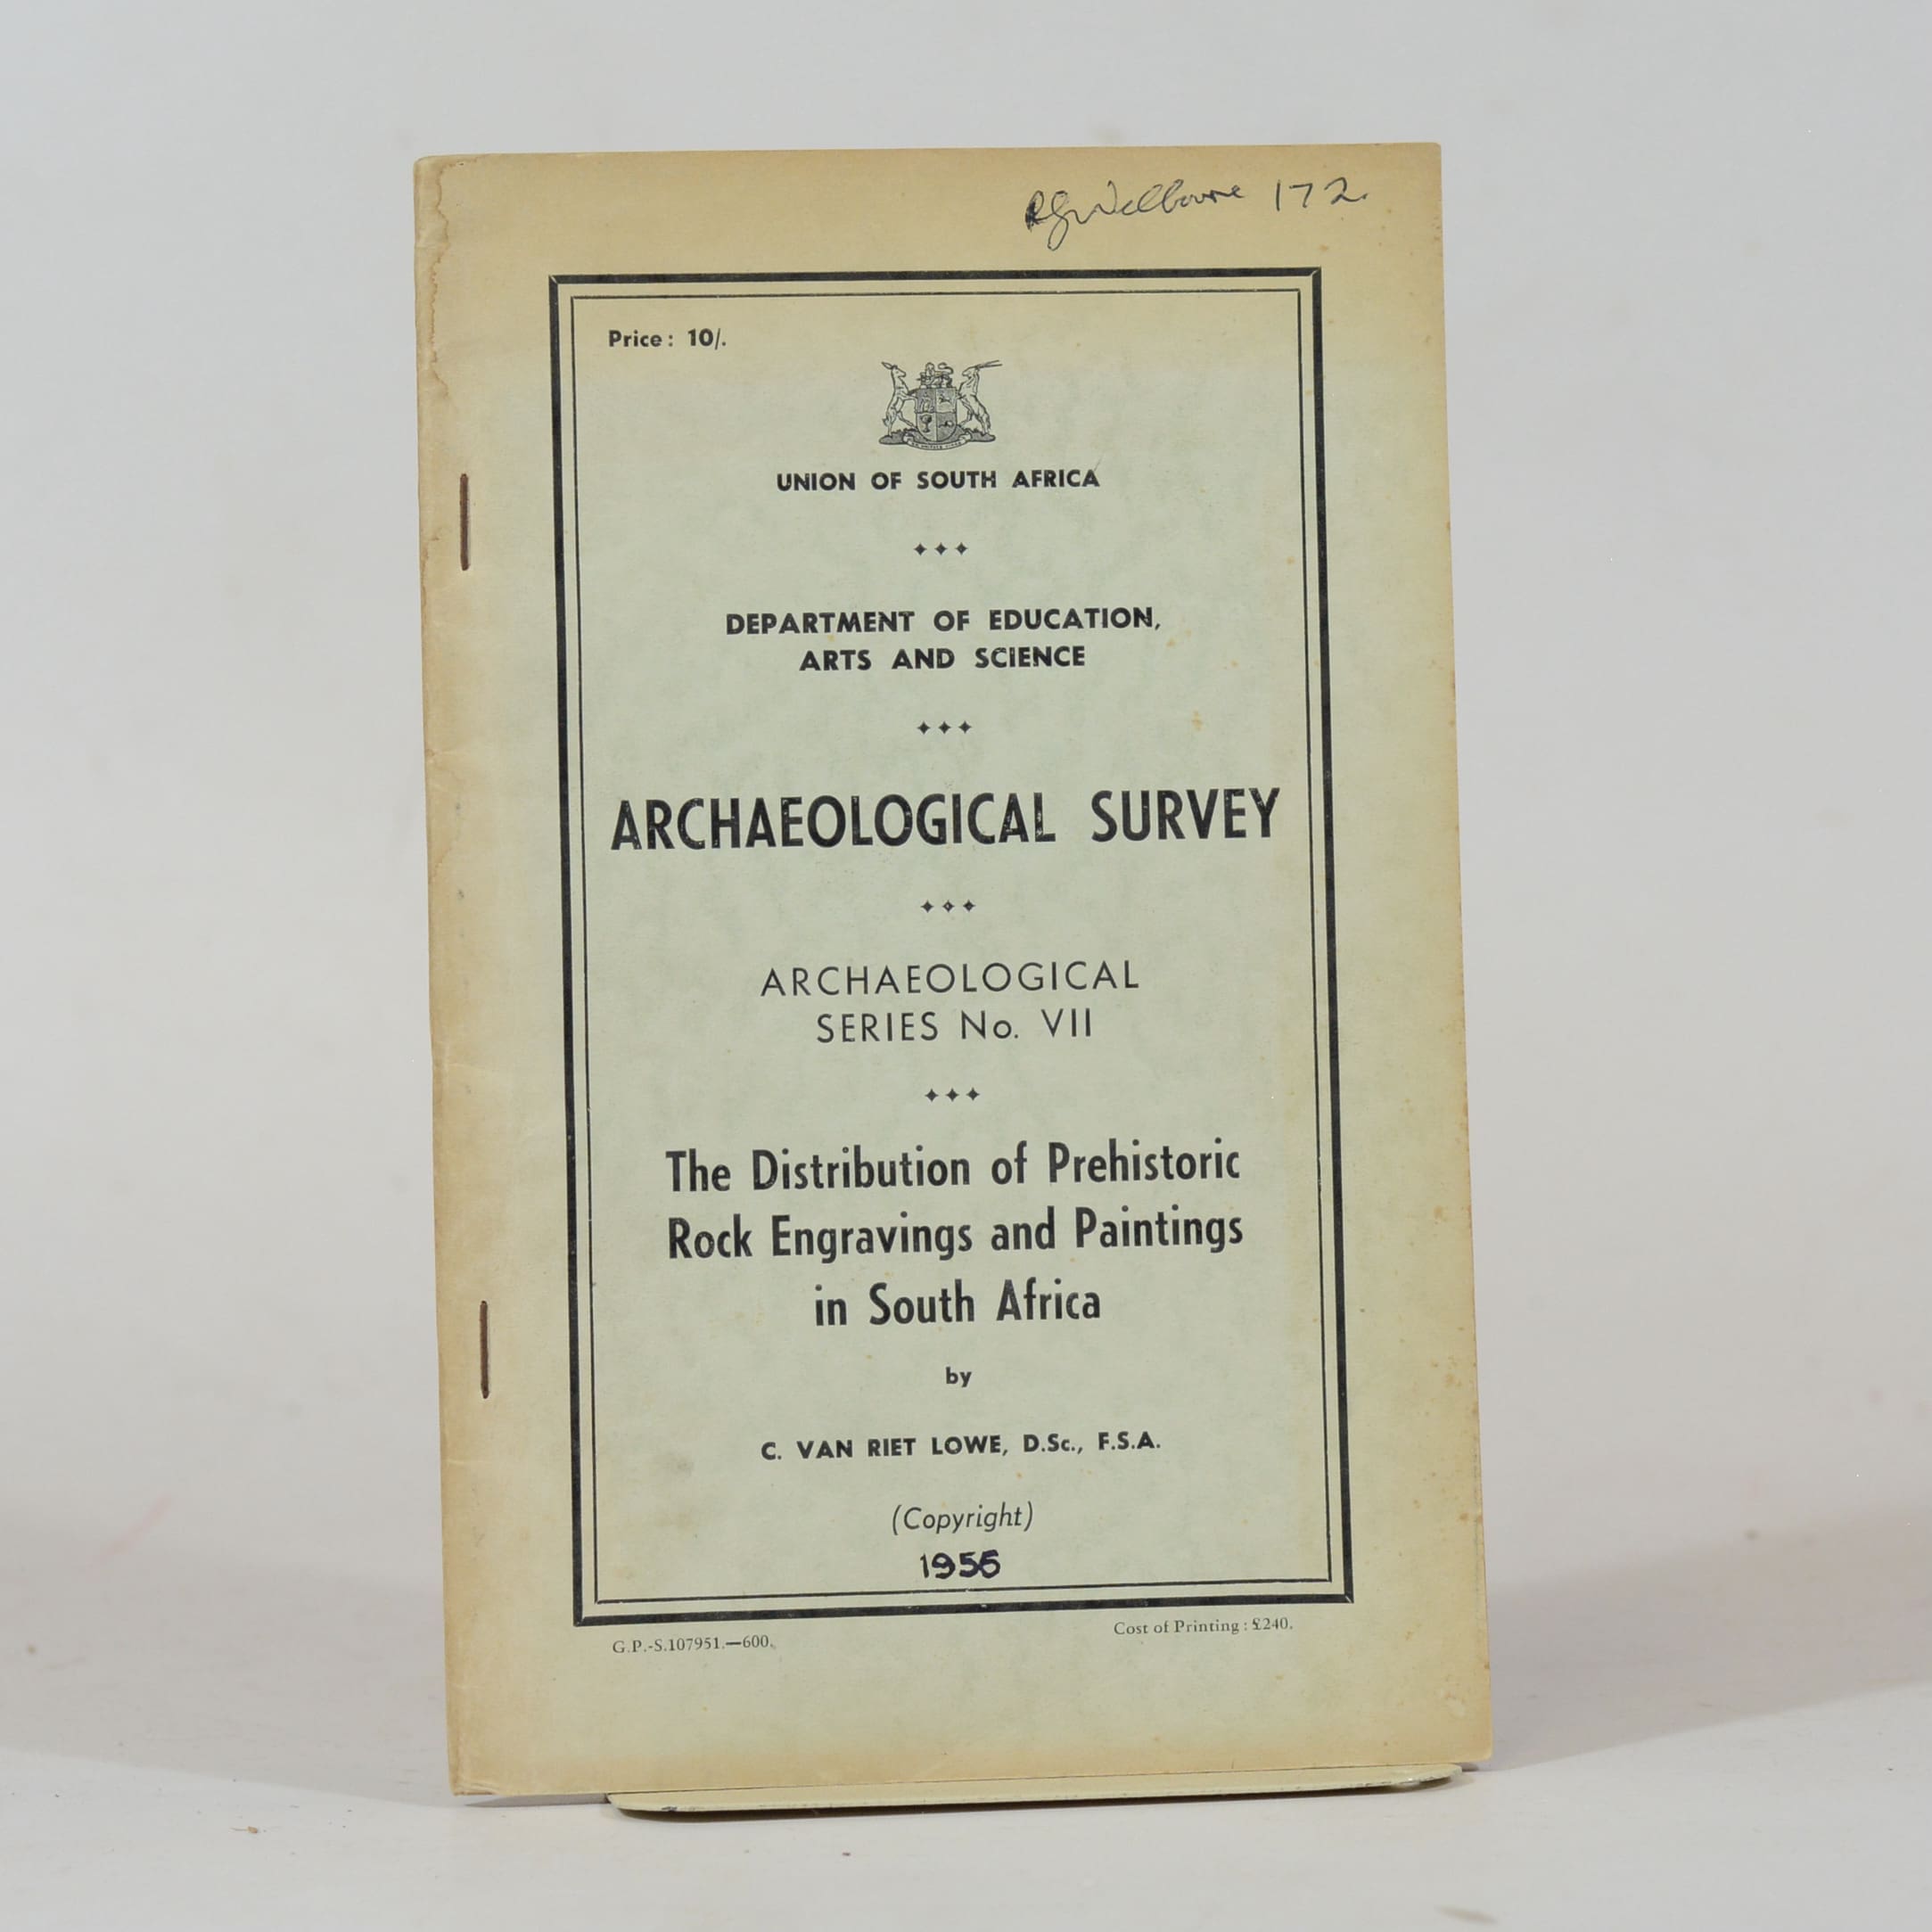 RGWelbourne 172.
Price: 10/.
UNION OF SOUTH AFRICA
DEPARTMENT OF EDUCATION,
ARTS AND SCIENCE
ARCHAEOLOGICAL SURVEY
ARCHAEOLOGICAL
SERIES No. VII
The Distribution of Prehistoric
Rock Engravings and Paintings
in South Africa
by
C. VAN RIET LOWE, D.Sc., F.S.A.
(Copyright)
1956
G.P.-S.107951.—600.
Cost of Printing: £240.